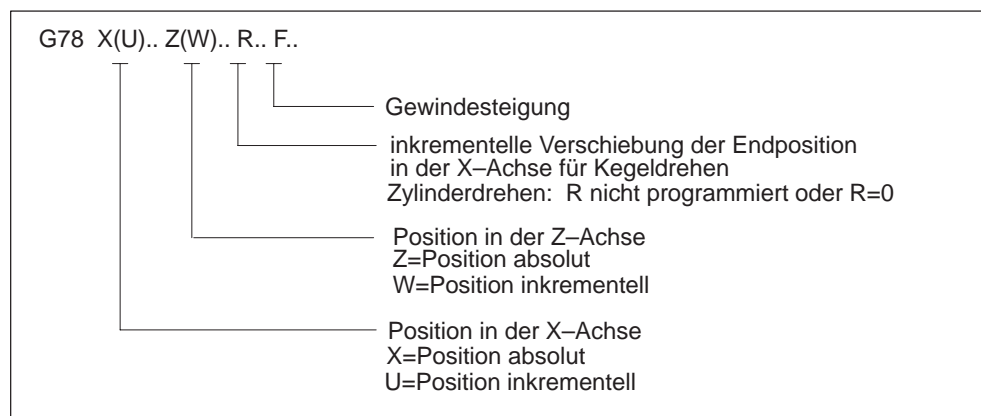 G78 X(U).. Z(W).. R.. F..
Gewindesteigung
inkrementelle Verschiebung der Endposition
in der X–Achse für Kegeldrehen
Zylinderdrehen: R nicht programmiert oder R=0
Position in der Z–Achse
Z=Position absolut
W=Position inkrementell
Position in der X–Achse
X=Position absolut
U=Position inkrementell